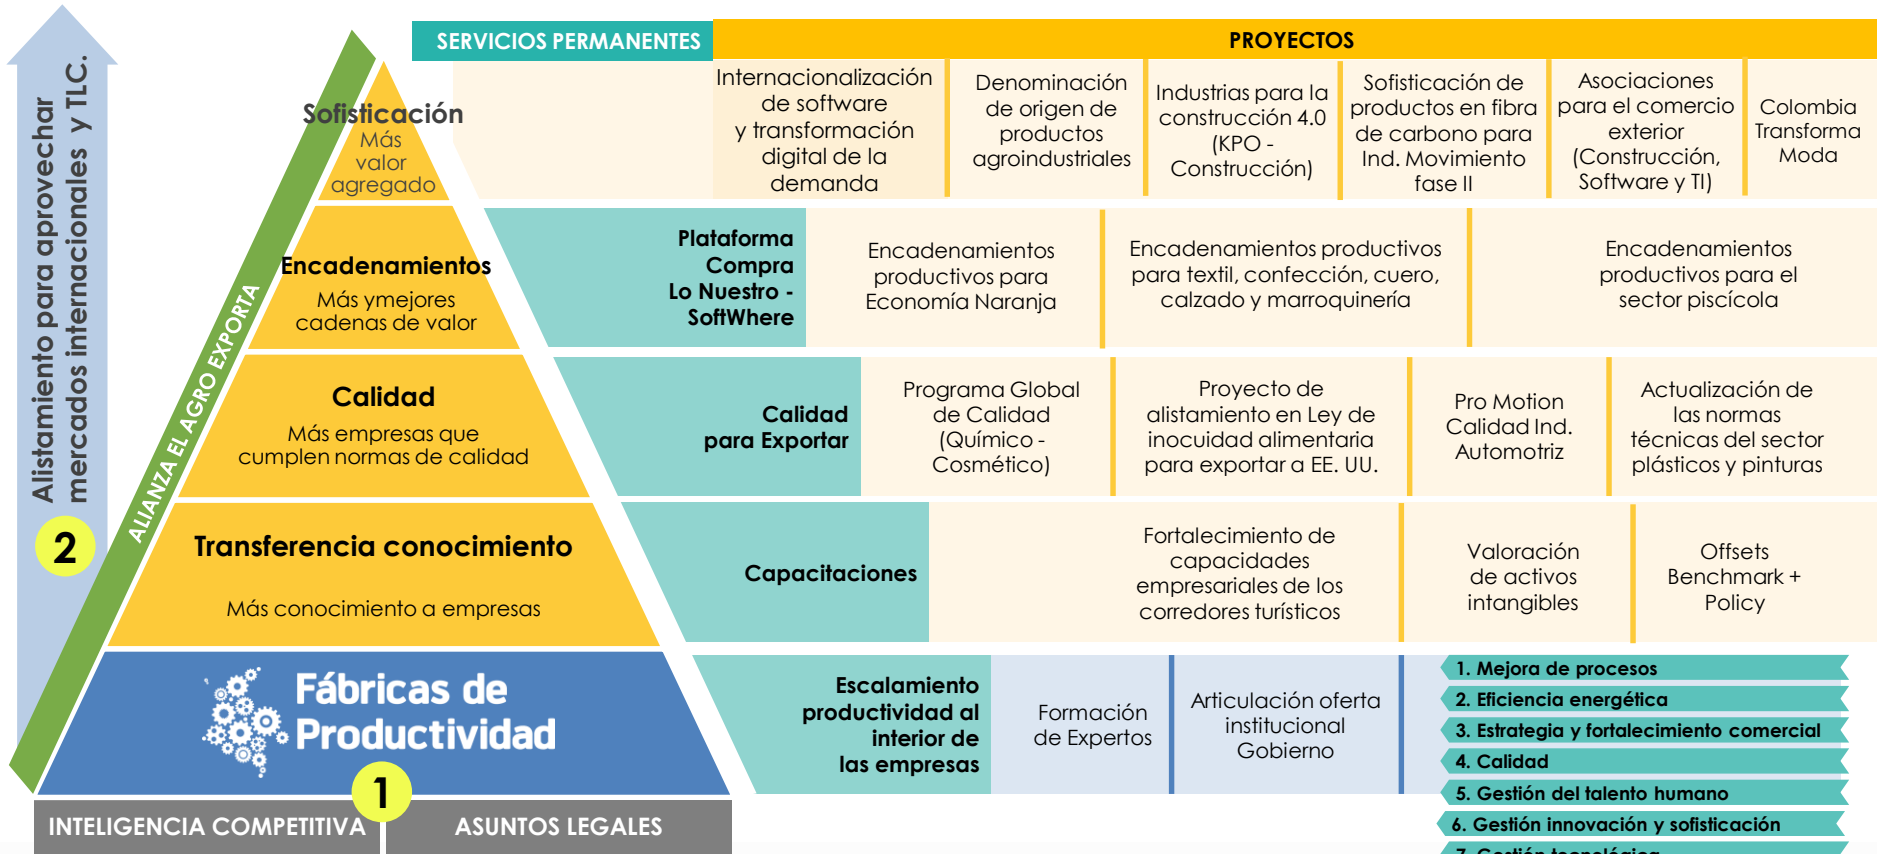 Alistamiento para aprovechar
mercados internacionales y TLC.
2
ALIANZA EL AGRO EXPORTA
SERVICIOS PERMANENTES
PROYECTOS
Sofisticación
Más
valor
agregado
Internacionalización
de software
y transformación
digital de la
demanda
Denominación
de origen de
productos
agroindustriales
Industrias para la
construcción 4.0
(KPO -
Construcción)
Sofisticación de
productos en fibra
de carbono para
Ind. Movimiento
fase II
Asociaciones
para el comercio
exterior
(Construcción,
Software y TI)
Colombia
Transforma
Moda
Encadenamientos
Más ymejores
cadenas de valor
Plataforma
Compra
Lo Nuestro -
SoftWhere
Encadenamientos
productivos para
Economía Naranja
Encadenamientos productivos
para textil, confección, cuero,
calzado y marroquinería
Encadenamientos
productivos para el
sector piscícola
Calidad
Más empresas que
cumplen normas de calidad
Calidad
para Exportar
Programa Global
de Calidad
(Químico -
Cosmético)
Proyecto de
alistamiento en Ley de
inocuidad alimentaria
para exportar a EE. UU.
Pro Motion
Calidad Ind.
Automotriz
Actualización de
las normas
técnicas del sector
plásticos y pinturas
Transferencia conocimiento
Más conocimiento a empresas
Capacitaciones
Fortalecimiento de
capacidades
empresariales de los
corredores turísticos
Valoración
de activos
intangibles
Offsets
Benchmark +
Policy
Fábricas de
Productividad
Escalamiento
productividad al
interior de
las empresas
Formación
de Expertos
Articulación oferta
institucional
Gobierno
1. Mejora de procesos
2. Eficiencia energética
3. Estrategia y fortalecimiento comercial
4. Calidad
5. Gestión del talento humano
6. Gestión innovación y sofisticación
7. Gestión tecnológica
1
INTELIGENCIA COMPETITIVA
ASUNTOS LEGALES